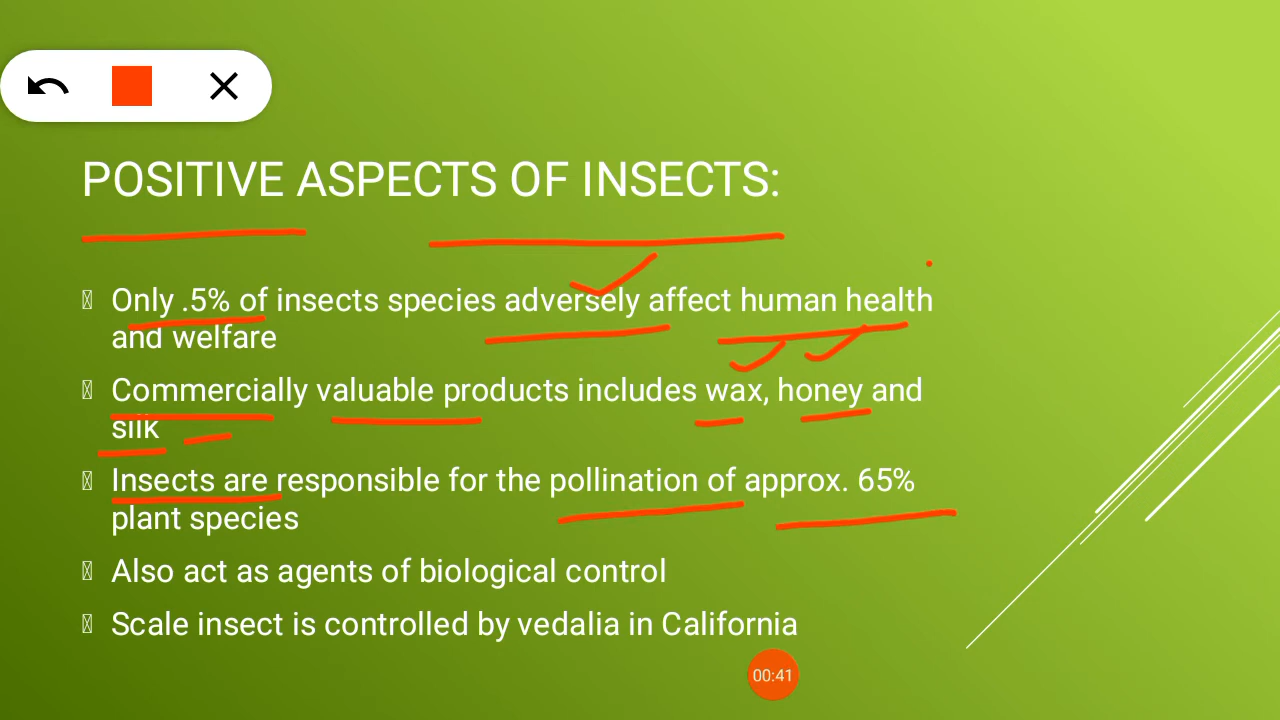 POSITIVE ASPECTS OF INSECTS:
Only .5% of insects species adversely affect human health
and welfare
Commercially valuable products includes wax, honey and
silk
Insects are responsible for the pollination of approx. 65%
plant species
Also act as agents of biological control
Scale insect is controlled by vedalia in California
00:41